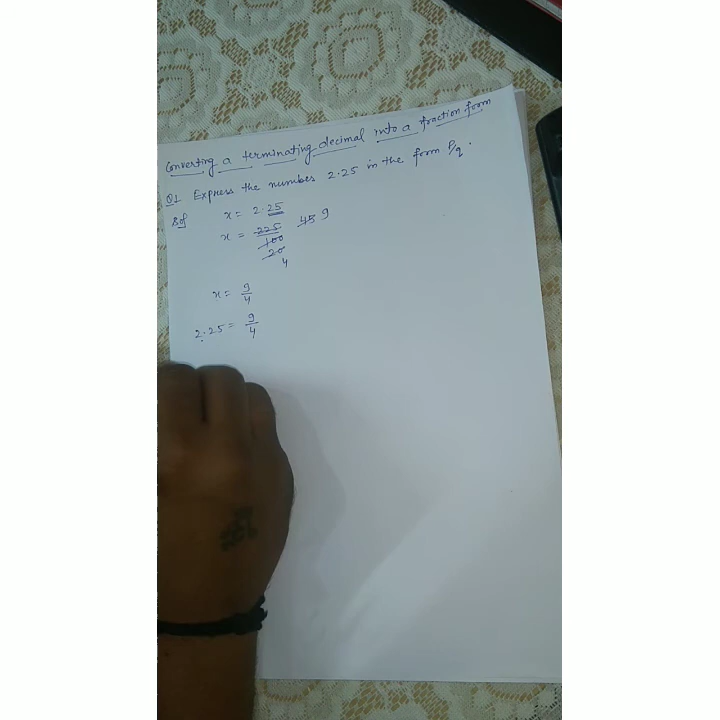 Converting a terminating decimal into a fraction form
Q1 Express the number 2.25 in the form P/q.
Sol x = 2.25
x = 225 45 9
100
20
4
x = 9/4
2.25 = 9/4